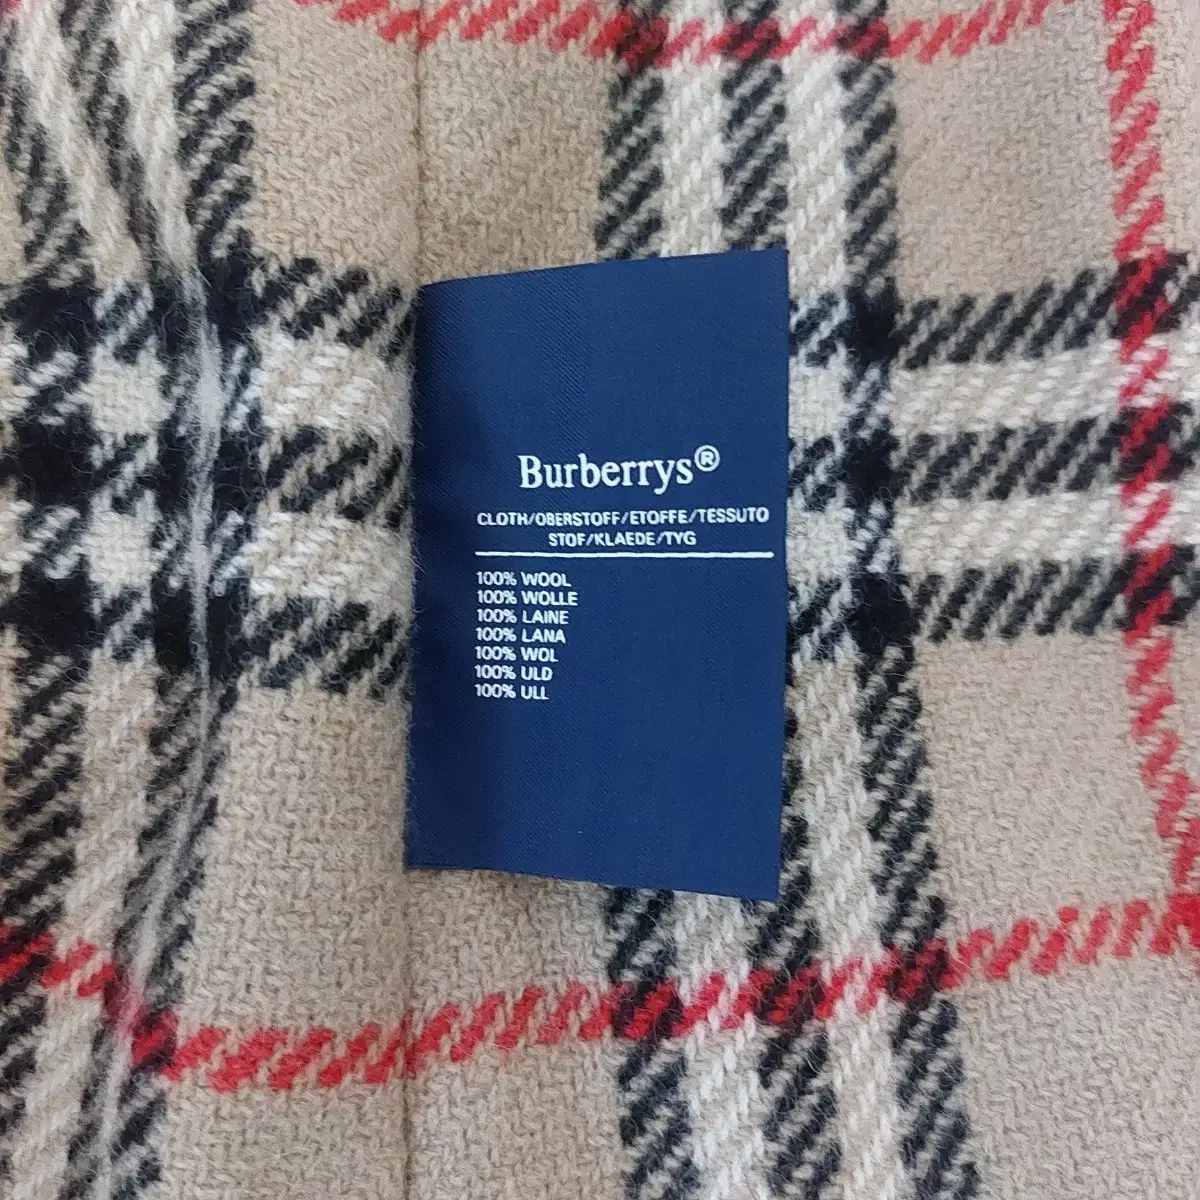 Burberrys®
CLOTH/OBERSTOFF/ETOFFE/TESSUTO
STOF/KLAEDE/TYG
100% WOOL
100% WOLLE
100% LAINE
100% LANA
100% WOL
100% ULD
100% ULL